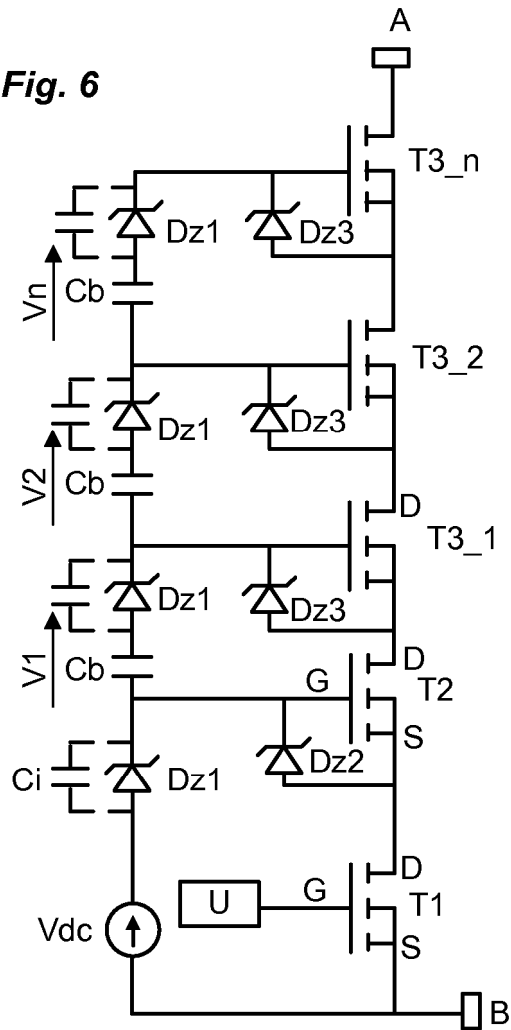 A
Fig. 6
T3_n
Dz1
Dz3
Vn
Cb
T3_2
Dz1
Dz3
V2
Cb
D
T3_1
Dz1
Dz3
V1
Cb
D
G
T2
S
Ci
Dz1
Dz2
D
U
G
T1
Vdc
S
B